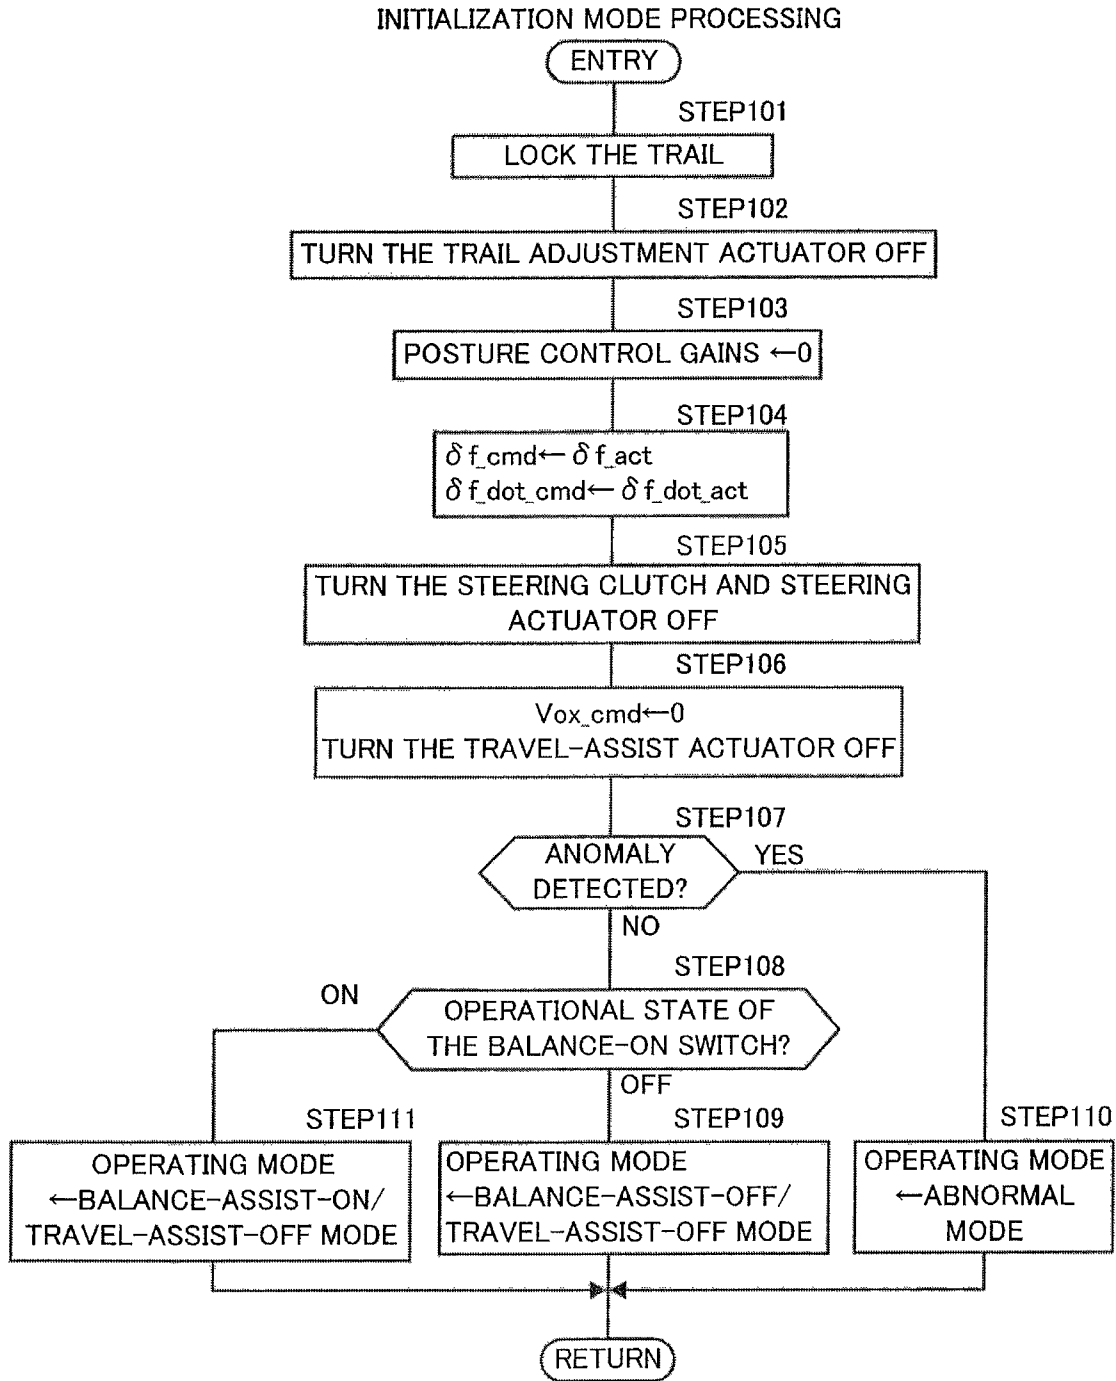 INITIALIZATION MODE PROCESSING
ENTRY
STEP101
LOCK THE TRAIL
STEP102
TURN THE TRAIL ADJUSTMENT ACTUATOR OFF
STEP103
POSTURE CONTROL GAINS ←0
STEP104
δf_cmd← δf_act
δf_dot_cmd← δf_dot_act
STEP105
TURN THE STEERING CLUTCH AND STEERING
ACTUATOR OFF
STEP106
Vox_cmd←0
TURN THE TRAVEL-ASSIST ACTUATOR OFF
STEP107
ANOMALY
DETECTED?
YES
NO
STEP108
ON
OPERATIONAL STATE OF
THE BALANCE-ON SWITCH?
OFF
STEP111
OPERATING MODE
←BALANCE-ASSIST-ON/
TRAVEL-ASSIST-OFF MODE
STEP109
OPERATING MODE
←BALANCE-ASSIST-OFF/
TRAVEL-ASSIST-OFF MODE
STEP110
OPERATING MODE
←ABNORMAL
MODE
RETURN